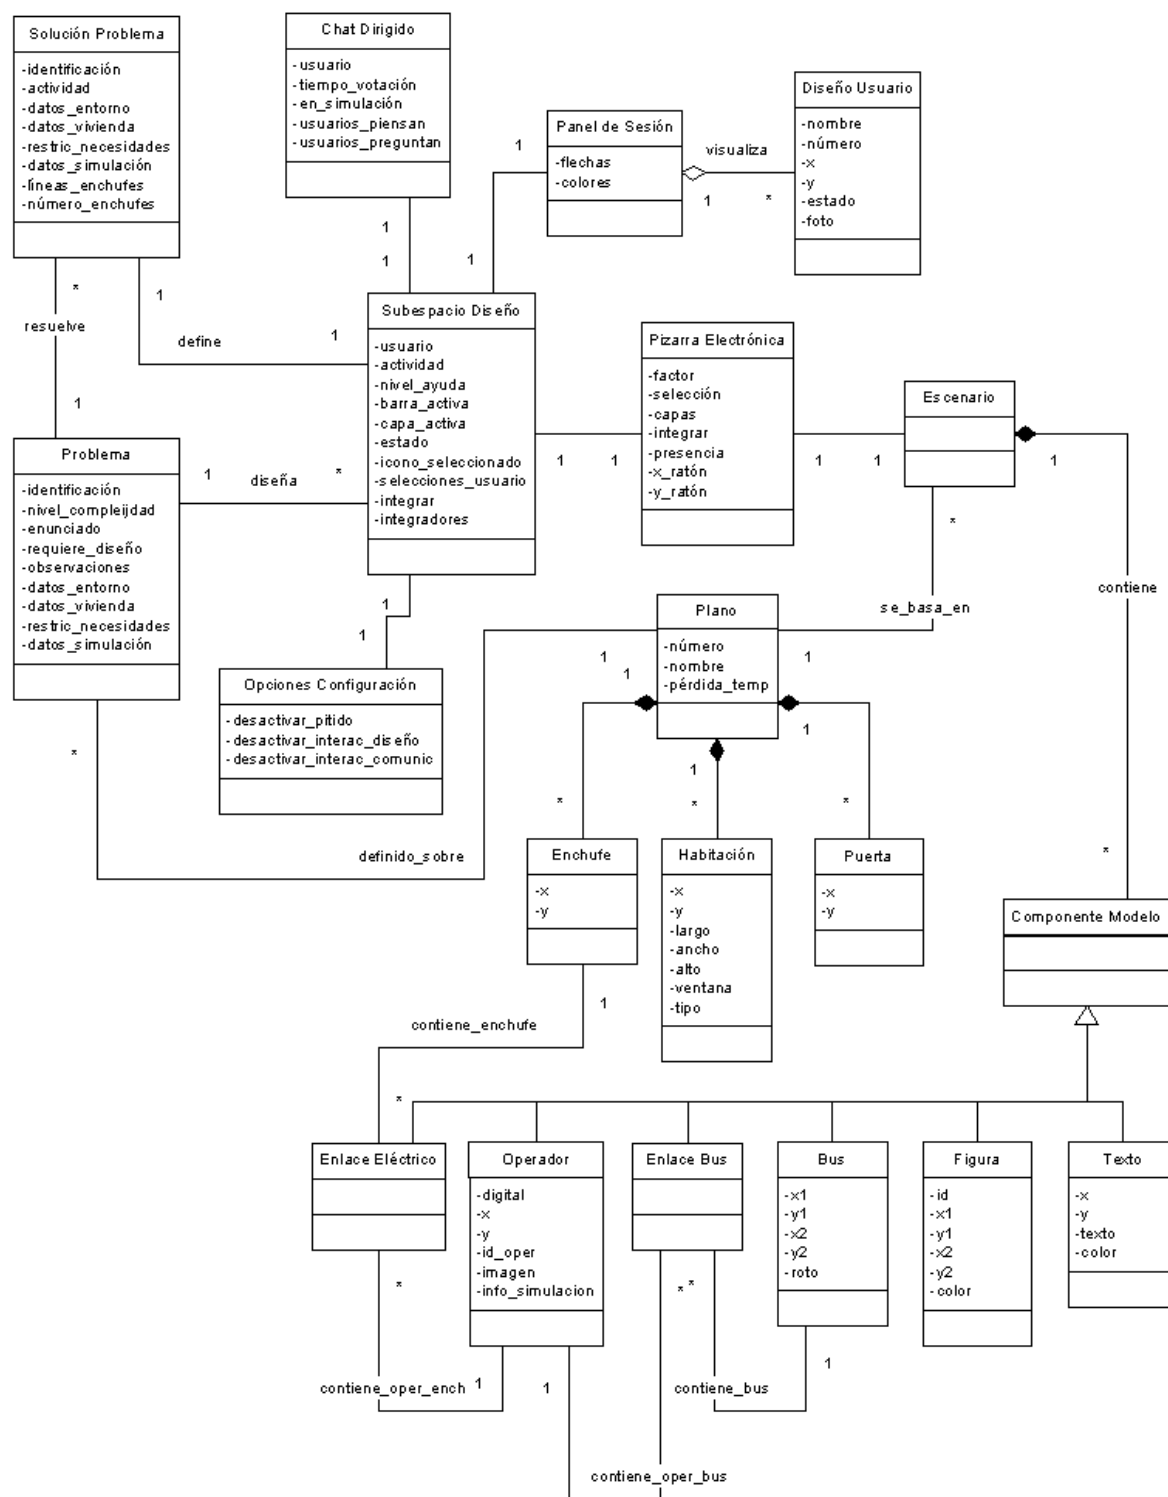 Solución Problema
-identificación
-actividad
-datos_entorno
-datos_vivienda
-restric_necesidades
-datos_simulación
-líneas_enchufes
-número_enchufes
Chat Dirigido
-usuario
-tiempo_votación
-en_simulación
-usuarios_piensan
-usuarios_preguntan
Panel de Sesión
-flechas
-colores
visualiza
1
*
Diseño Usuario
-nombre
-número
-x
-y
-estado
-foto
1
1
1
1
*
resuelve
1
1
define
1
Subespacio Diseño
-usuario
-actividad
-nivel_ayuda
-barra_activa
-capa_activa
-estado
-icono_seleccionado
-selecciones_usuario
-integrar
-integradores
Pizarra Electrónica
-factor
-selección
-capas
-integrar
-presencia
-x_ratón
-y_ratón
Escenario
1
1
1
1
1
Problema
-identificación
-nivel_compleijdad
-enunciado
-requiere_diseño
-observaciones
-datos_entorno
-datos_vivienda
-restric_necesidades
-datos_simulación
1
diseña
*
*
contiene
se_basa_en
1
1
Opciones Configuración
-desactivar_pitido
-desactivar_interac_diseño
-desactivar_interac_comunic
Plano
-número
-nombre
-pérdida_temp
1
1
1
1
1
*
definido_sobre
*
*
*
*
Enchufe
-x
-y
Habitación
-x
-y
-largo
-ancho
-alto
-ventana
-tipo
Puerta
-x
-y
Componente Modelo
1
contiene_enchufe
*
Enlace Eléctrico
Operador
-digital
-x
-y
-id_oper
-imagen
-info_simulacion
Enlace Bus
Bus
-x1
-y1
-x2
-y2
-roto
Figura
-id
-x1
-y1
-x2
-y2
-color
Texto
-x
-y
-texto
-color
*
* *
contiene_oper_ench
1
1
contiene_bus
1
contiene_oper_bus